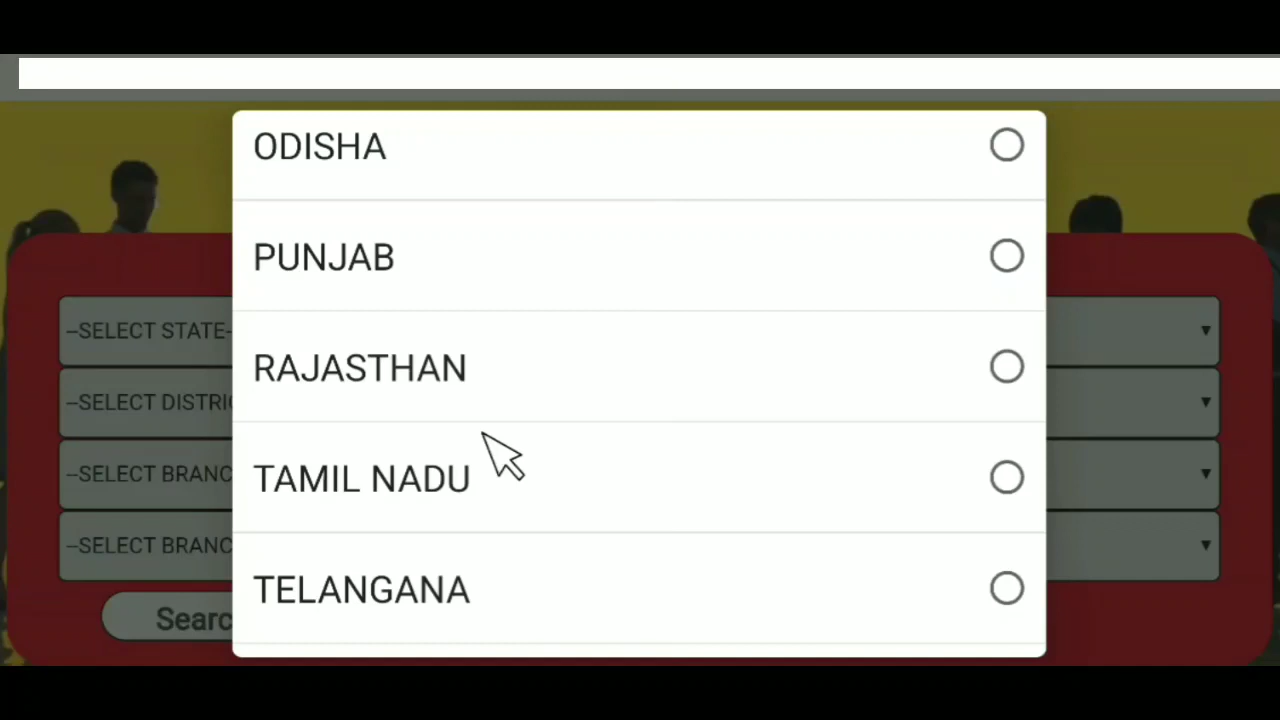 ODISHA
PUNJAB
RAJASTHAN
TAMIL NADU
TELANGANA
--SELECT STATE-
--SELECT DISTRI
--SELECT BRANC
--SELECT BRANC
Searc